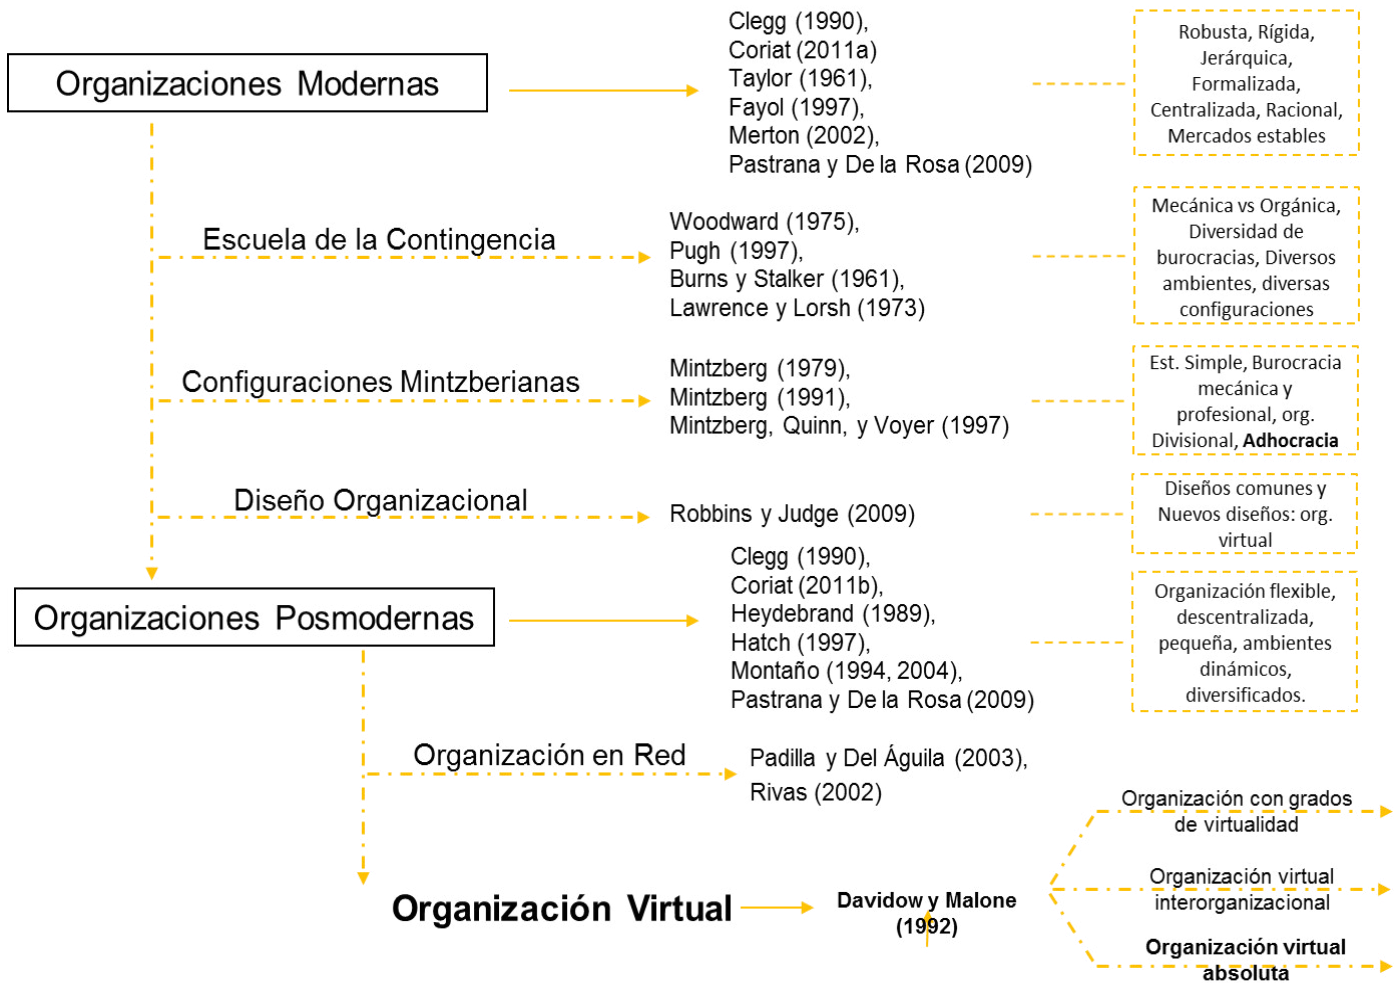 Organizaciones Modernas
Clegg (1990),
Coriat (2011a)
Taylor (1961),
Fayol (1997),
Merton (2002),
Pastrana y De la Rosa (2009)
Robusta, Rígida,
Jerárquica,
Formalizada,
Centralizada, Racional,
Mercados estables
Escuela de la Contingencia
Woodward (1975),
Pugh (1997),
Burns y Stalker (1961),
Lawrence y Lorsh (1973)
Mecánica vs Orgánica,
Diversidad de
burocracias, Diversos
ambientes, diversas
configuraciones
Configuraciones Mintzberianas
Mintzberg (1979),
Mintzberg (1991),
Mintzberg, Quinn, y Voyer (1997)
Est. Simple, Burocracia
mecánica y
profesional, org.
Divisional, Adhocracia
Diseño Organizacional
Robbins y Judge (2009)
Diseños comunes y
Nuevos diseños: org.
virtual
Organizaciones Posmodernas
Clegg (1990),
Coriat (2011b),
Heydebrand (1989),
Hatch (1997),
Montaño (1994, 2004),
Pastrana y De la Rosa (2009)
Organización flexible,
descentralizada,
pequeña, ambientes
dinámicos,
diversificados.
Organización en Red
Padilla y Del Águila (2003),
Rivas (2002)
Organización Virtual
Davidow y Malone
(1992)
Organización con grados
de virtualidad
Organización virtual
interorganizacional
Organización virtual
absoluta